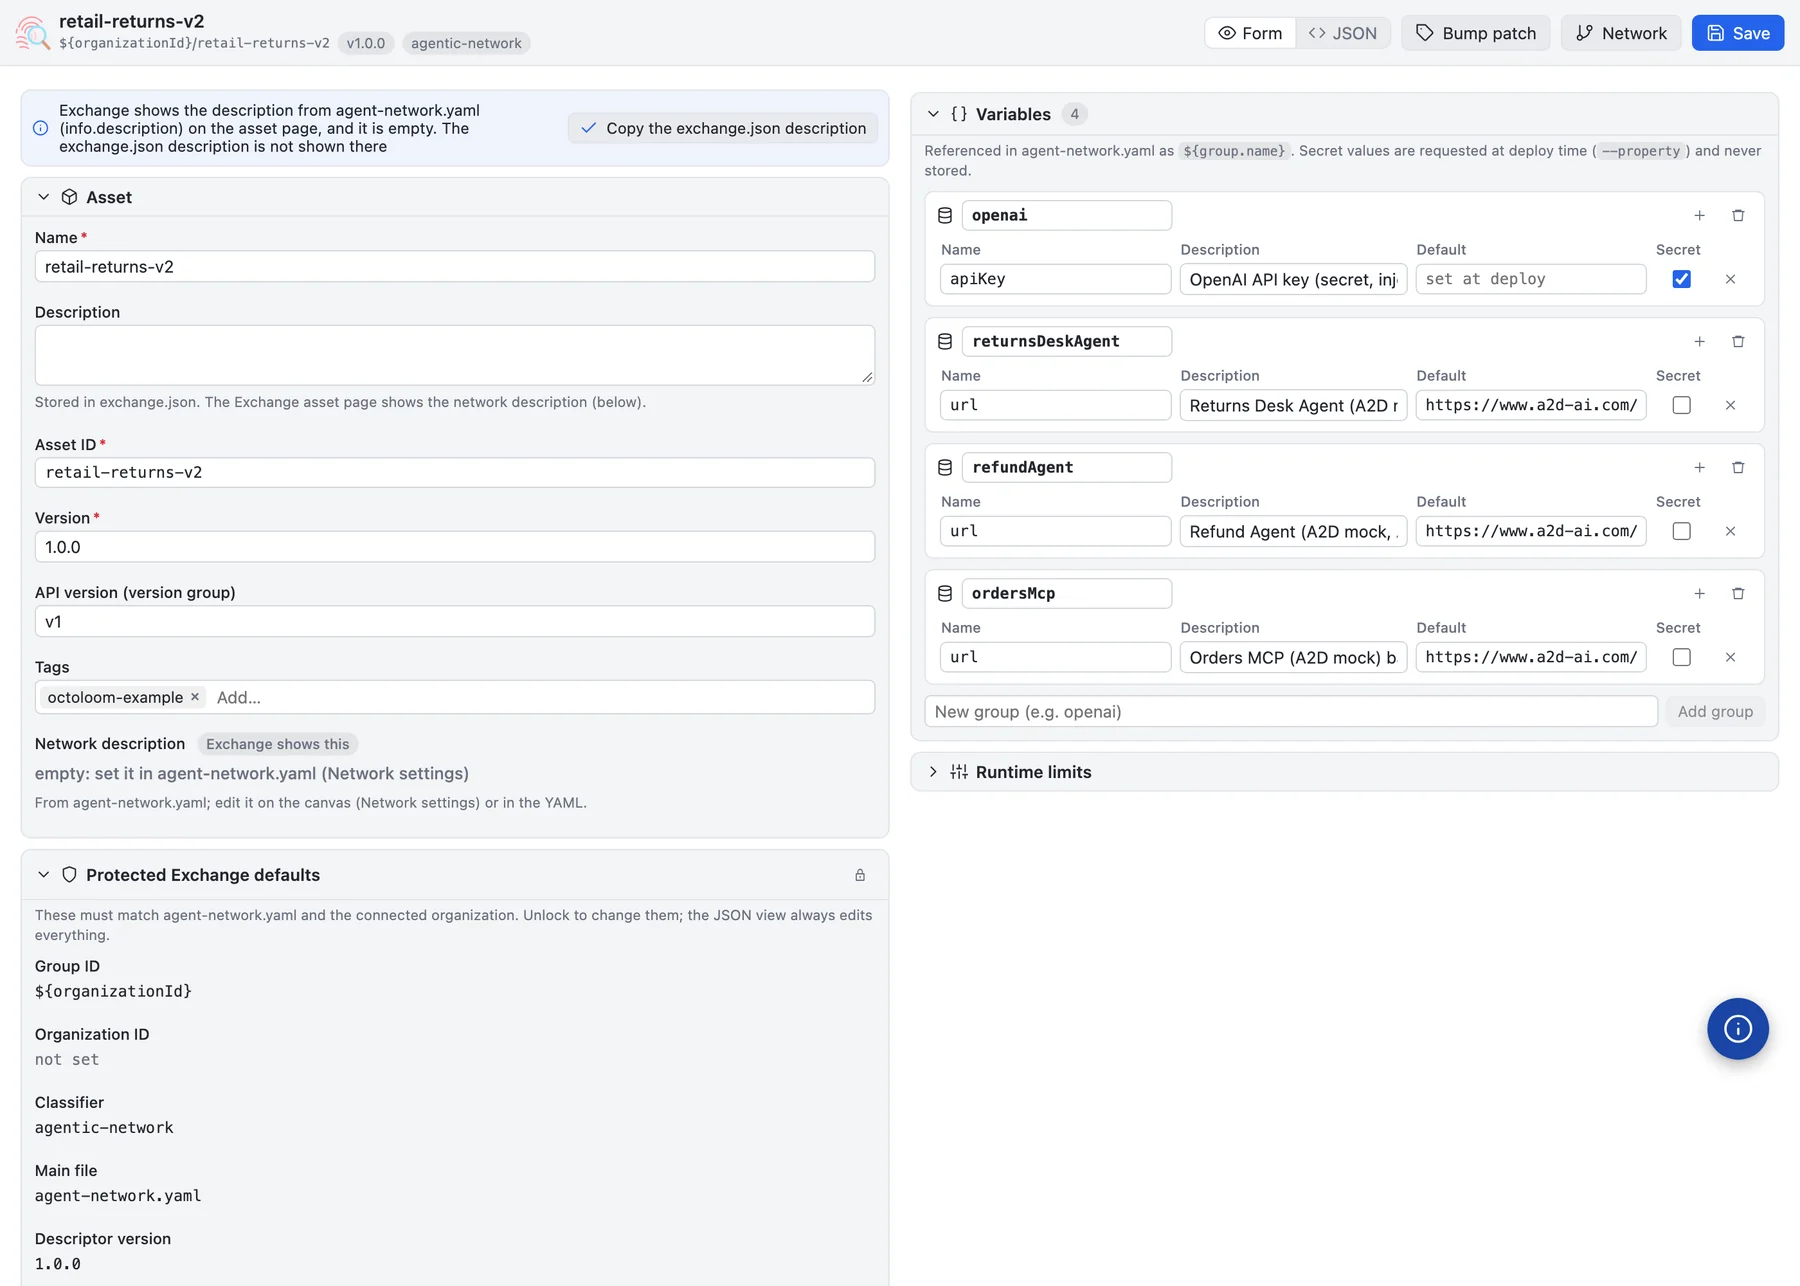 retail-returns-v2
${organizationId}/retail-returns-v2 v1.0.0 agentic-network
Form JSON Bump patch Network Save
Exchange shows the description from agent-network.yaml
(info.description) on the asset page, and it is empty. The
exchange.json description is not shown there
Copy the exchange.json description
Asset
Name *
retail-returns-v2
Description
Stored in exchange.json. The Exchange asset page shows the network description (below).
Asset ID *
retail-returns-v2
Version *
1.0.0
API version (version group)
v1
Tags
octoloom-example × Add...
Network description Exchange shows this
empty: set it in agent-network.yaml (Network settings)
From agent-network.yaml; edit it on the canvas (Network settings) or in the YAML.
Protected Exchange defaults
These must match agent-network.yaml and the connected organization. Unlock to change them; the JSON view always edits
everything.
Group ID
${organizationId}
Organization ID
not set
Classifier
agentic-network
Main file
agent-network.yaml
Descriptor version
1.0.0
{} Variables 4
Referenced in agent-network.yaml as ${group.name} . Secret values are requested at deploy time ( --property ) and never
stored.
openai
Name Description Default Secret
apiKey OpenAI API key (secret, inj set at deploy
returnsDeskAgent
Name Description Default Secret
url Returns Desk Agent (A2D https://www.a2d-ai.com/
refundAgent
Name Description Default Secret
url Refund Agent (A2D mock, https://www.a2d-ai.com/
ordersMcp
Name Description Default Secret
url Orders MCP (A2D mock) b https://www.a2d-ai.com/
New group (e.g. openai) Add group
Runtime limits